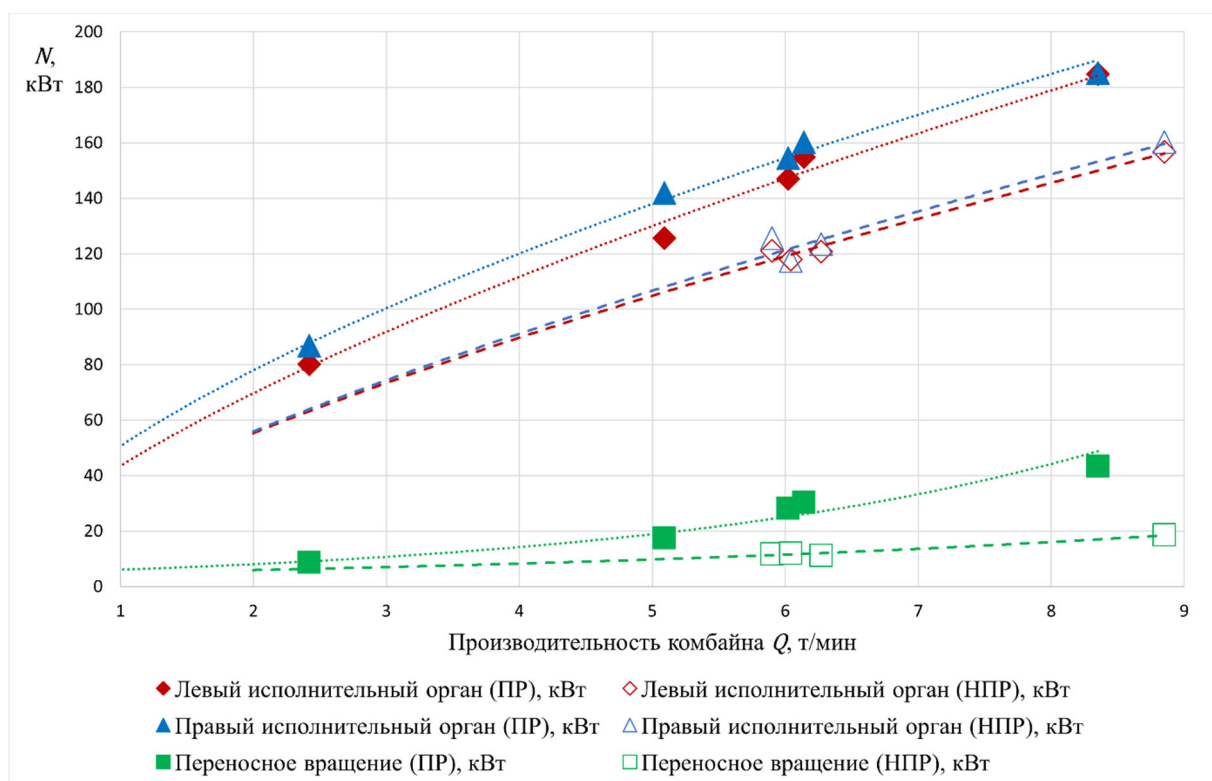 N,
кВт
200
180
160
140
120
100
80
60
40
20
0
1 2 3 4 5 6 7 8 9
Производительность комбайна Q, т/мин
Левый исполнительный орган (ПР), кВт Левый исполнительный орган (НПР), кВт
Правый исполнительный орган (ПР), кВт Правый исполнительный орган (НПР), кВт
Переносное вращение (ПР), кВт Переносное вращение (НПР), кВт